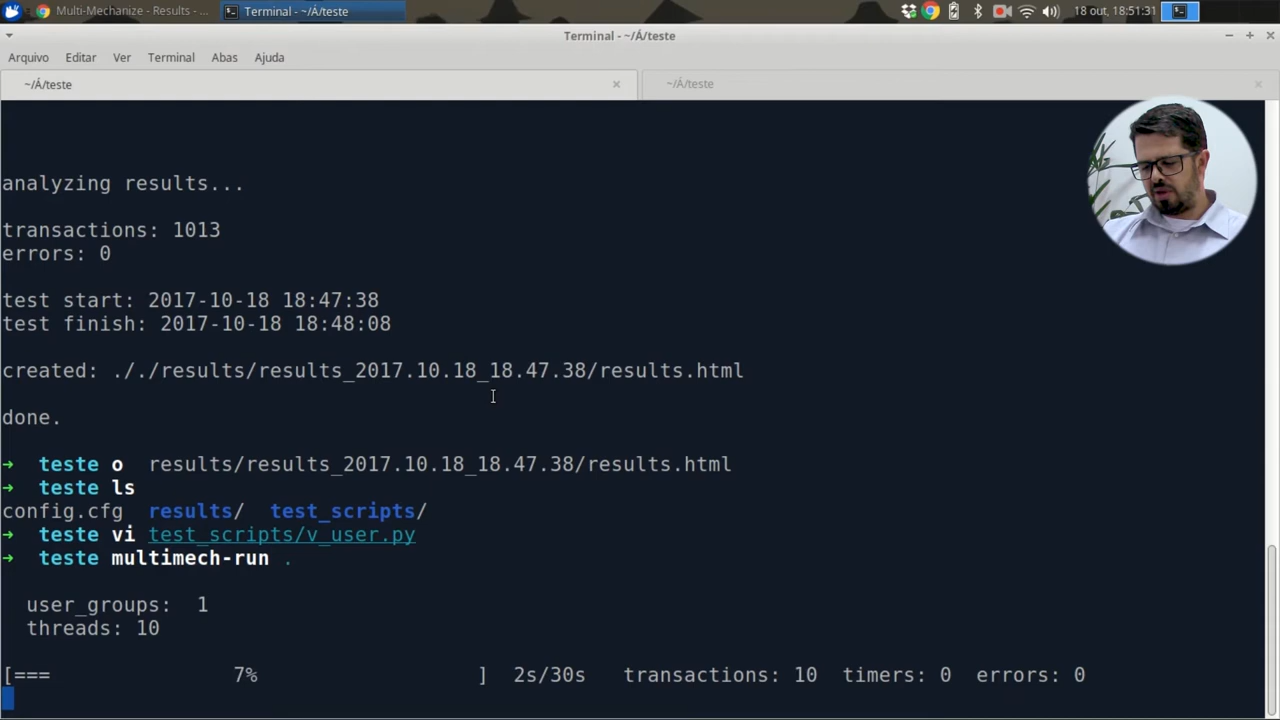 Multi-Mechanize - Results - ...
Terminal - ~/Á/teste
18 out, 18:51:31
Terminal - ~/Á/teste
Arquivo Editar Ver Terminal Abas Ajuda
~/Á/teste
~/Á/teste
analyzing results...
transactions: 1013
errors: 0
test start: 2017-10-18 18:47:38
test finish: 2017-10-18 18:48:08
created: ././results/results_2017.10.18_18.47.38/results.html
done.
➜ teste o results/results_2017.10.18_18.47.38/results.html
➜ teste ls
config.cfg results/ test_scripts/
➜ teste vi test_scripts/v_user.py
➜ teste multimech-run .
user_groups: 1
threads: 10
[=== 7% ] 2s/30s transactions: 10 timers: 0 errors: 0